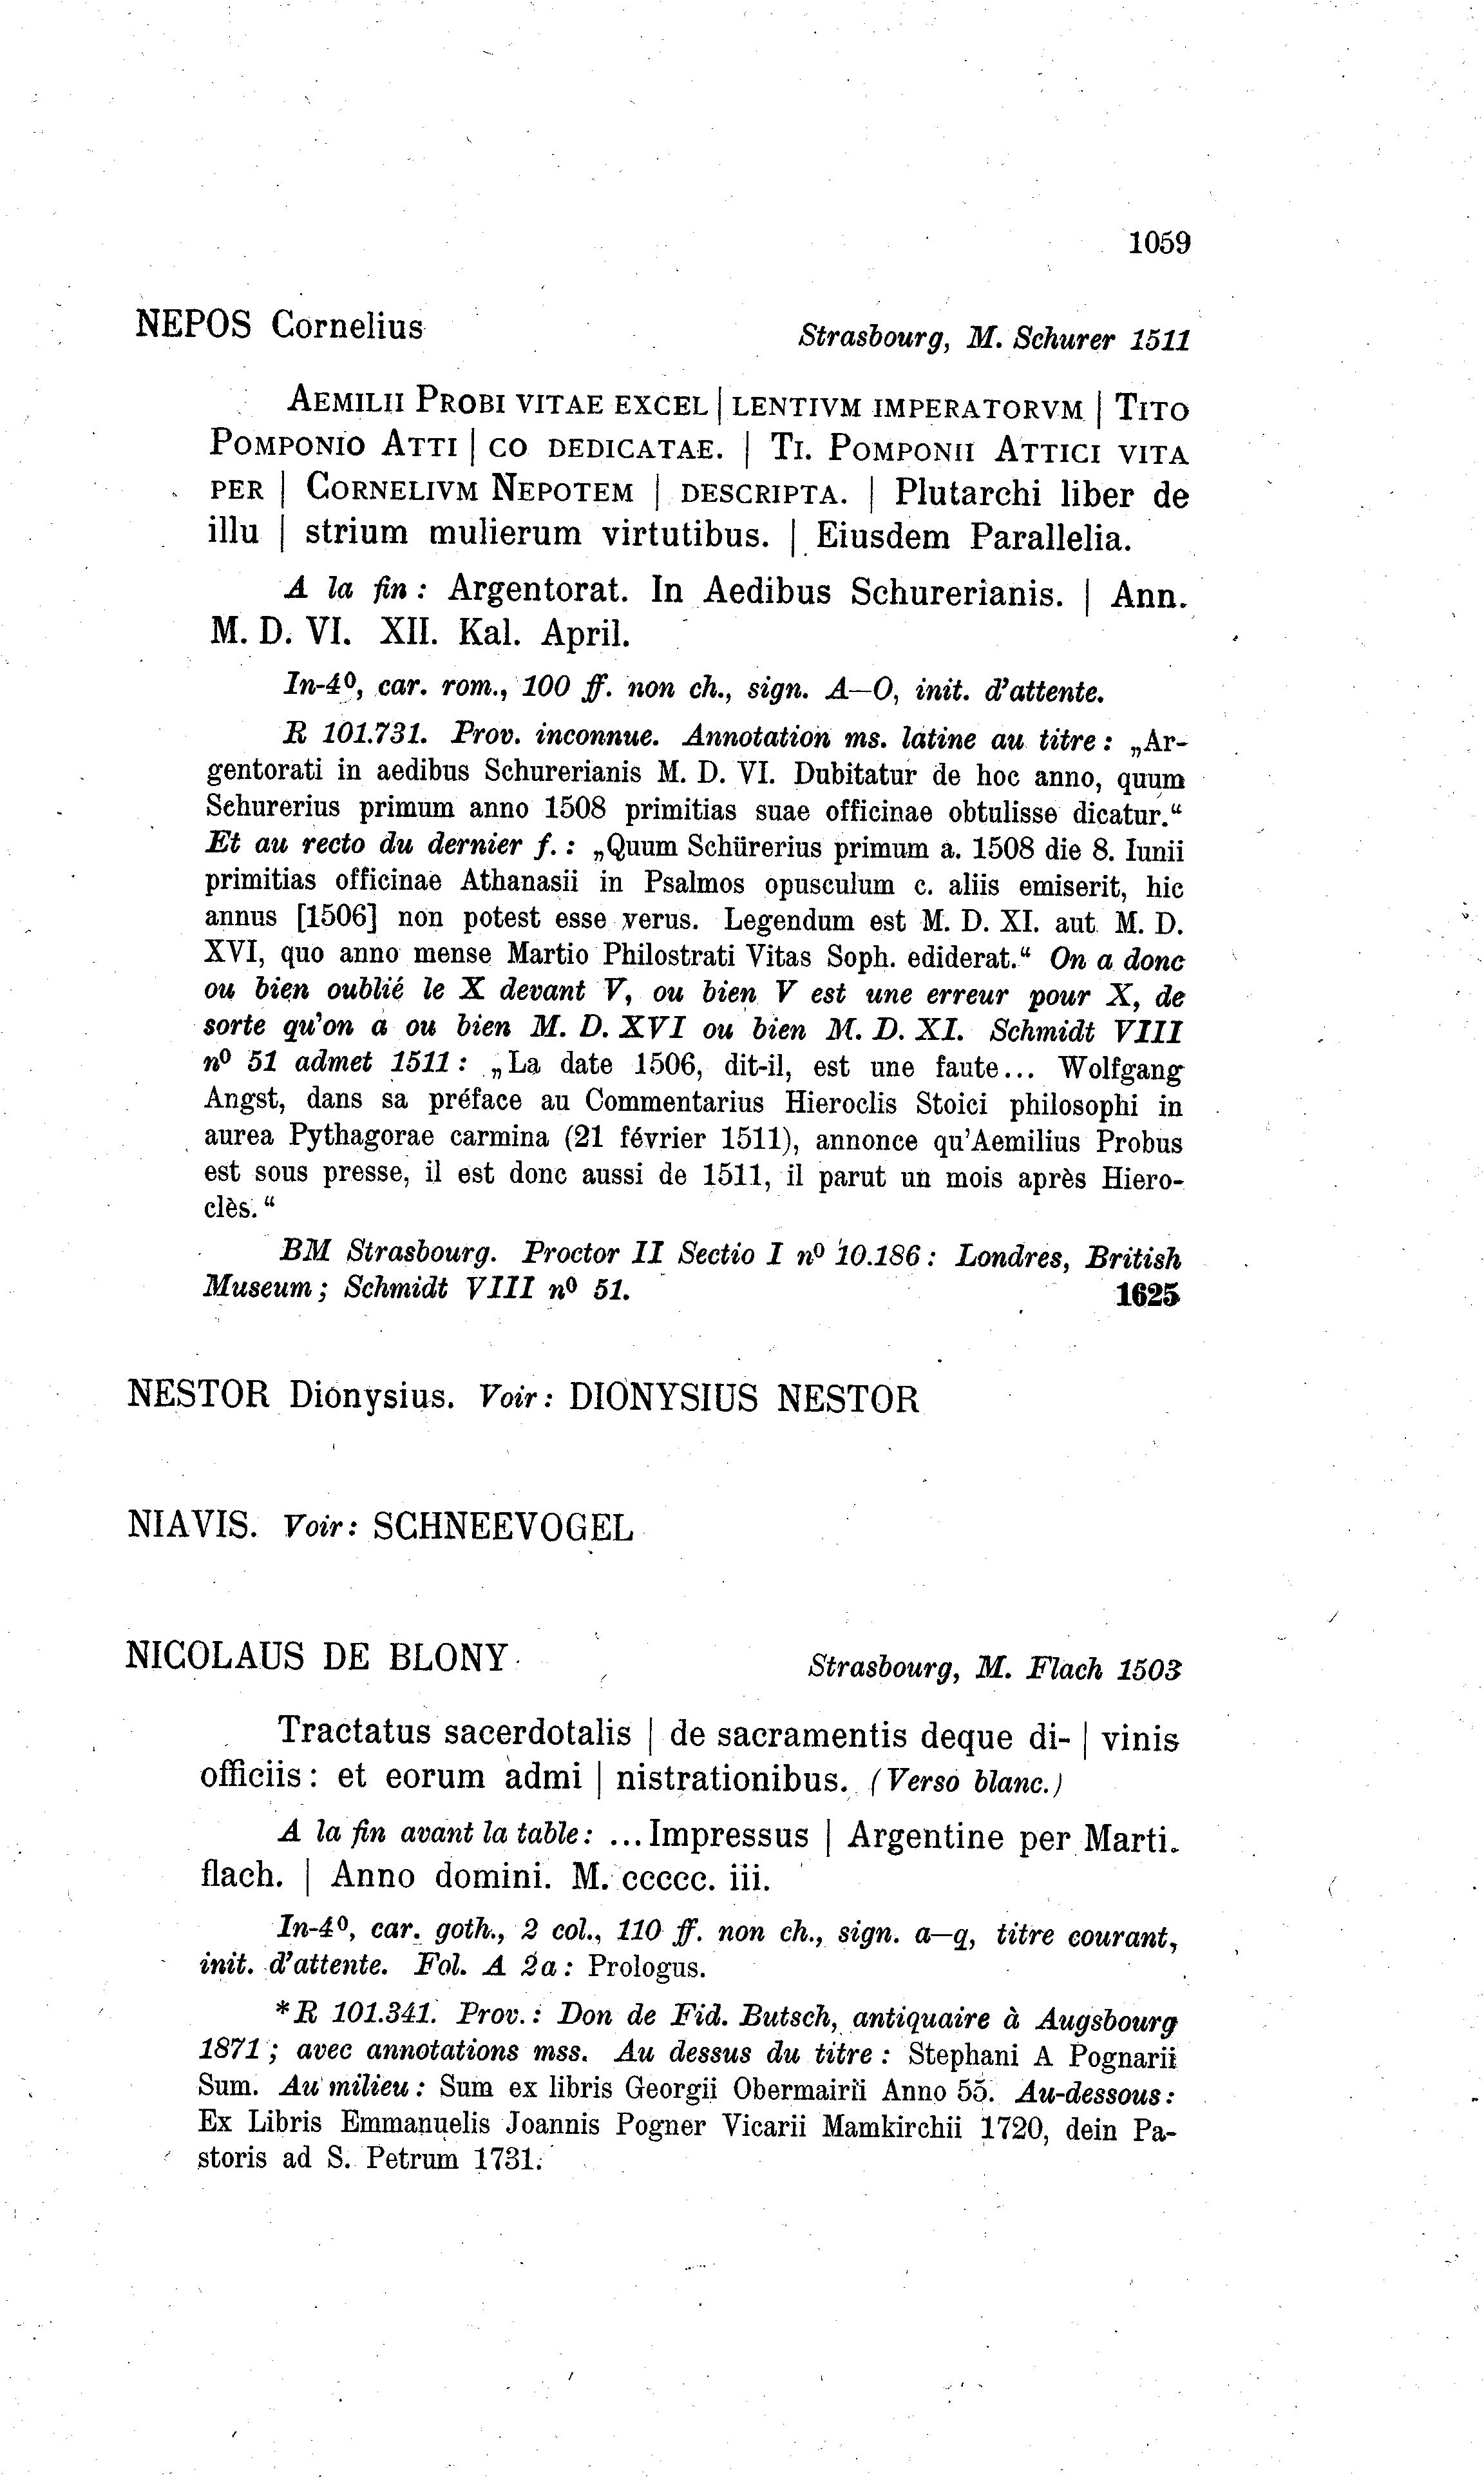 1059
NEPOS Cornelius
Strasbourg, M. Schurer 1511
AEMILII PROBI VITAE EXCEL | LENTIVM IMPERATORVM | TITO
POMPONIO ATTI | CO DEDICATAE. | TI. POMPONII ATTICI VITA
PER | CORNELIVM NEPOTEM | DESCRIPTA. | Plutarchi liber de
illu | strium mulierum virtutibus. | Eiusdem Parallelia.
A la fin : Argentorat. In Aedibus Schurerianis. | Ann.
M. D. VI. XII. Kal. April.
In-4⁰, car. rom., 100 ff. non ch., sign. A—O, init. d'attente.
R 101.731. Prov. inconnue. Annotation ms. latine au titre : „Ar-
gentorati in aedibus Schurerianis M. D. VI. Dubitatur de hoc anno, quum
Schurerius primum anno 1508 primitias suae officinae obtulisse dicatur.“
Et au recto du dernier f. : „Quum Schürerius primum a. 1508 die 8. Iunii
primitias officinae Athanasii in Psalmos opusculum c. aliis emiserit, hic
annus [1506] non potest esse verus. Legendum est M. D. XI. aut M. D.
XVI, quo anno mense Martio Philostrati Vitas Soph. ediderat.“ On a donc
ou bien oublié le X devant V, ou bien V est une erreur pour X, de
sorte qu'on a ou bien M. D. XVI ou bien M. D. XI. Schmidt VIII
n⁰ 51 admet 1511 : „La date 1506, dit-il, est une faute... Wolfgang
Angst, dans sa préface au Commentarius Hieroclis Stoici philosophi in
aurea Pythagorae carmina (21 février 1511), annonce qu'Aemilius Probus
est sous presse, il est donc aussi de 1511, il parut un mois après Hiero-
clès.“
BM Strasbourg. Proctor II Sectio I n⁰ 10.186 : Londres, British
Museum ; Schmidt VIII n⁰ 51.
1625
NESTOR Dionysius. Voir : DIONYSIUS NESTOR
NIAVIS. Voir : SCHNEEVOGEL
NICOLAUS DE BLONY
Strasbourg, M. Flach 1503
Tractatus sacerdotalis | de sacramentis deque di- | vinis
officiis : et eorum admi | nistrationibus. (Verso blanc.)
A la fin avant la table : ... Impressus | Argentine per Marti.
flach. | Anno domini. M. ccccc. iii.
In-4⁰, car. goth., 2 col., 110 ff. non ch., sign. a—q, titre courant,
init. d'attente. Fol. A 2a : Prologus.
*R 101.341. Prov. : Don de Fid. Butsch, antiquaire à Augsbourg
1871 ; avec annotations mss. Au dessus du titre : Stephani A Pognarii
Sum. Au milieu : Sum ex libris Georgii Obermairii Anno 55. Au-dessous :
Ex Libris Emmanuelis Joannis Pogner Vicarii Mamkirchii 1720, dein Pa-
storis ad S. Petrum 1731.